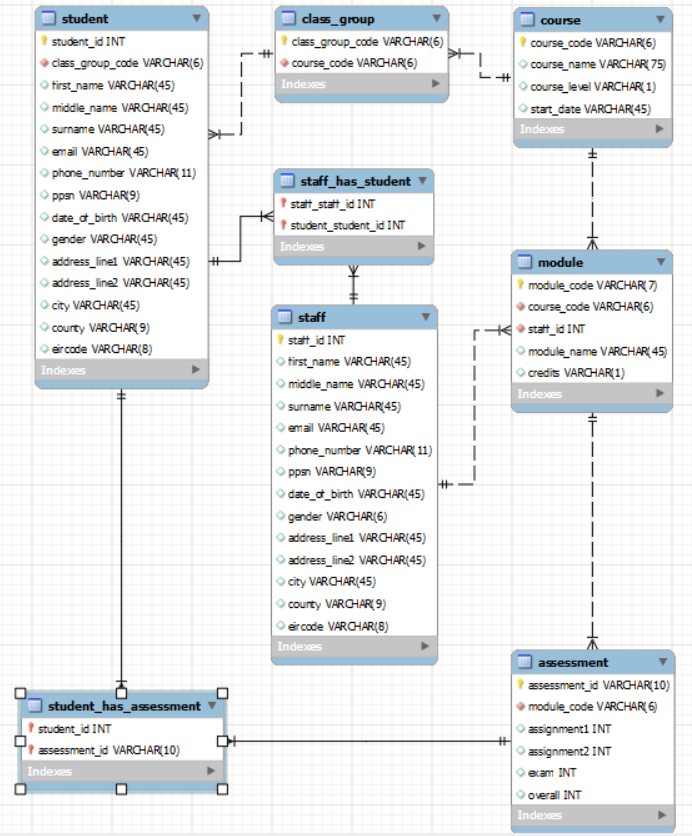 student
student_id INT
class_group_code VARCHAR(6)
first_name VARCHAR(45)
middle_name VARCHAR(45)
surname VARCHAR(45)
email VARCHAR(45)
phone_number VARCHAR(11)
ppsn VARCHAR(9)
date_of_birth VARCHAR(45)
gender VARCHAR(45)
address_line1 VARCHAR(45)
address_line2 VARCHAR(45)
city VARCHAR(45)
county VARCHAR(9)
eircode VARCHAR(8)
Indexes
class_group
class_group_code VARCHAR(6)
course_code VARCHAR(6)
Indexes
course
course_code VARCHAR(6)
course_name VARCHAR(75)
course_level VARCHAR(1)
start_date VARCHAR(45)
Indexes
staff_has_student
staff_staff_id INT
student_student_id INT
Indexes
staff
staff_id INT
first_name VARCHAR(45)
middle_name VARCHAR(45)
surname VARCHAR(45)
email VARCHAR(45)
phone_number VARCHAR(11)
ppsn VARCHAR(9)
date_of_birth VARCHAR(45)
gender VARCHAR(6)
address_line1 VARCHAR(45)
address_line2 VARCHAR(45)
city VARCHAR(45)
county VARCHAR(9)
eircode VARCHAR(8)
Indexes
module
module_code VARCHAR(7)
course_code VARCHAR(6)
staff_id INT
module_name VARCHAR(45)
credits VARCHAR(1)
Indexes
student_has_assessment
student_id INT
assessment_id VARCHAR(10)
Indexes
assessment
assessment_id VARCHAR(10)
module_code VARCHAR(6)
assignment1 INT
assignment2 INT
exam INT
overall INT
Indexes